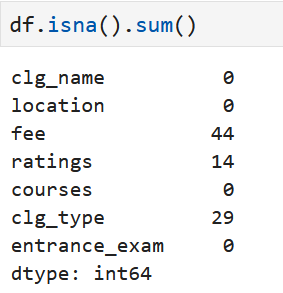 df.isna().sum()
clg_name 0
location 0
fee 44
ratings 14
courses 0
clg_type 29
entrance_exam 0
dtype: int64